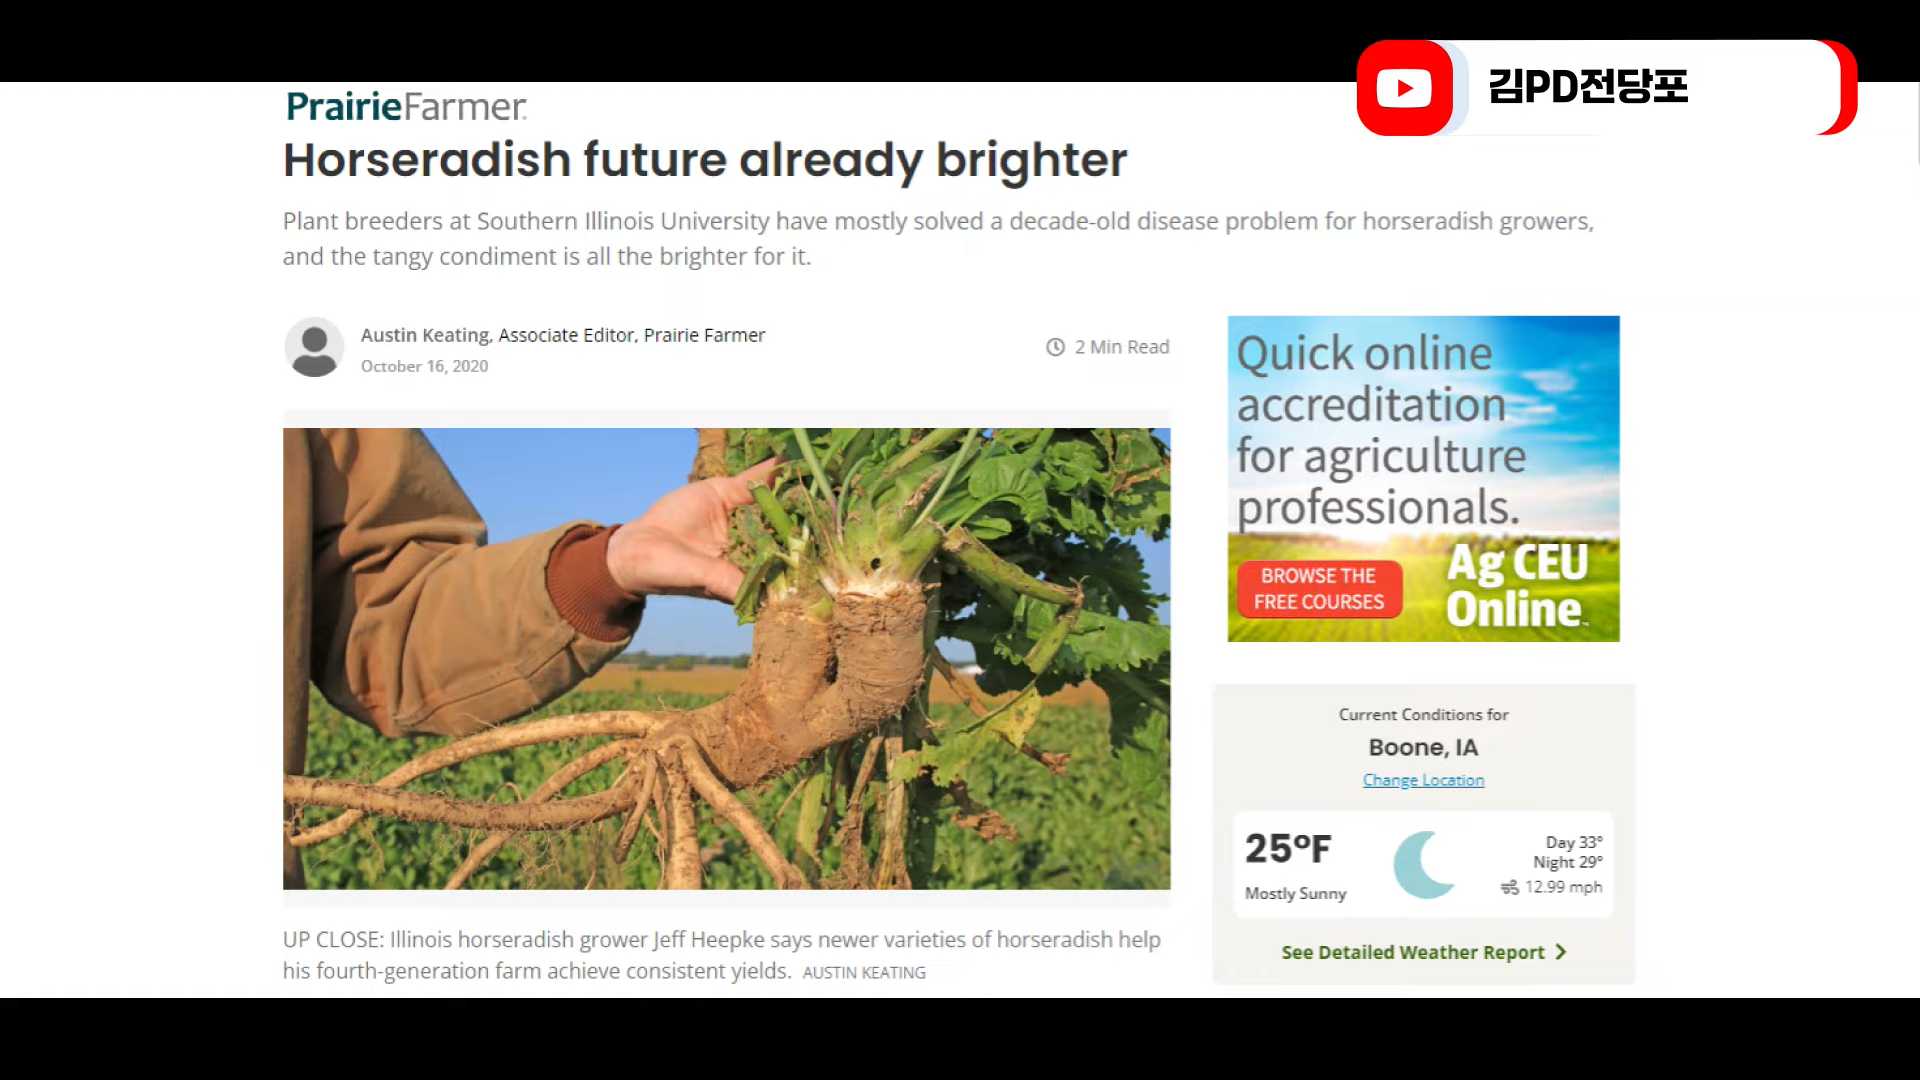 김PD전당포
PrairieFarmer
Horseradish future already brighter
Plant breeders at Southern Illinois University have mostly solved a decade-old disease problem for horseradish growers,
and the tangy condiment is all the brighter for it.
Austin Keating, Associate Editor, Prairie Farmer
October 16, 2020
2 Min Read
UP CLOSE: Illinois horseradish grower Jeff Heepke says newer varieties of horseradish help
his fourth-generation farm achieve consistent yields. AUSTIN KEATING
Quick online
accreditation
for agriculture
professionals.
BROWSE THE
FREE COURSES
Ag CEU
Online
Current Conditions for
Boone, IA
Change Location
25°F
Mostly Sunny
Day 33°
Night 29°
12.99 mph
See Detailed Weather Report